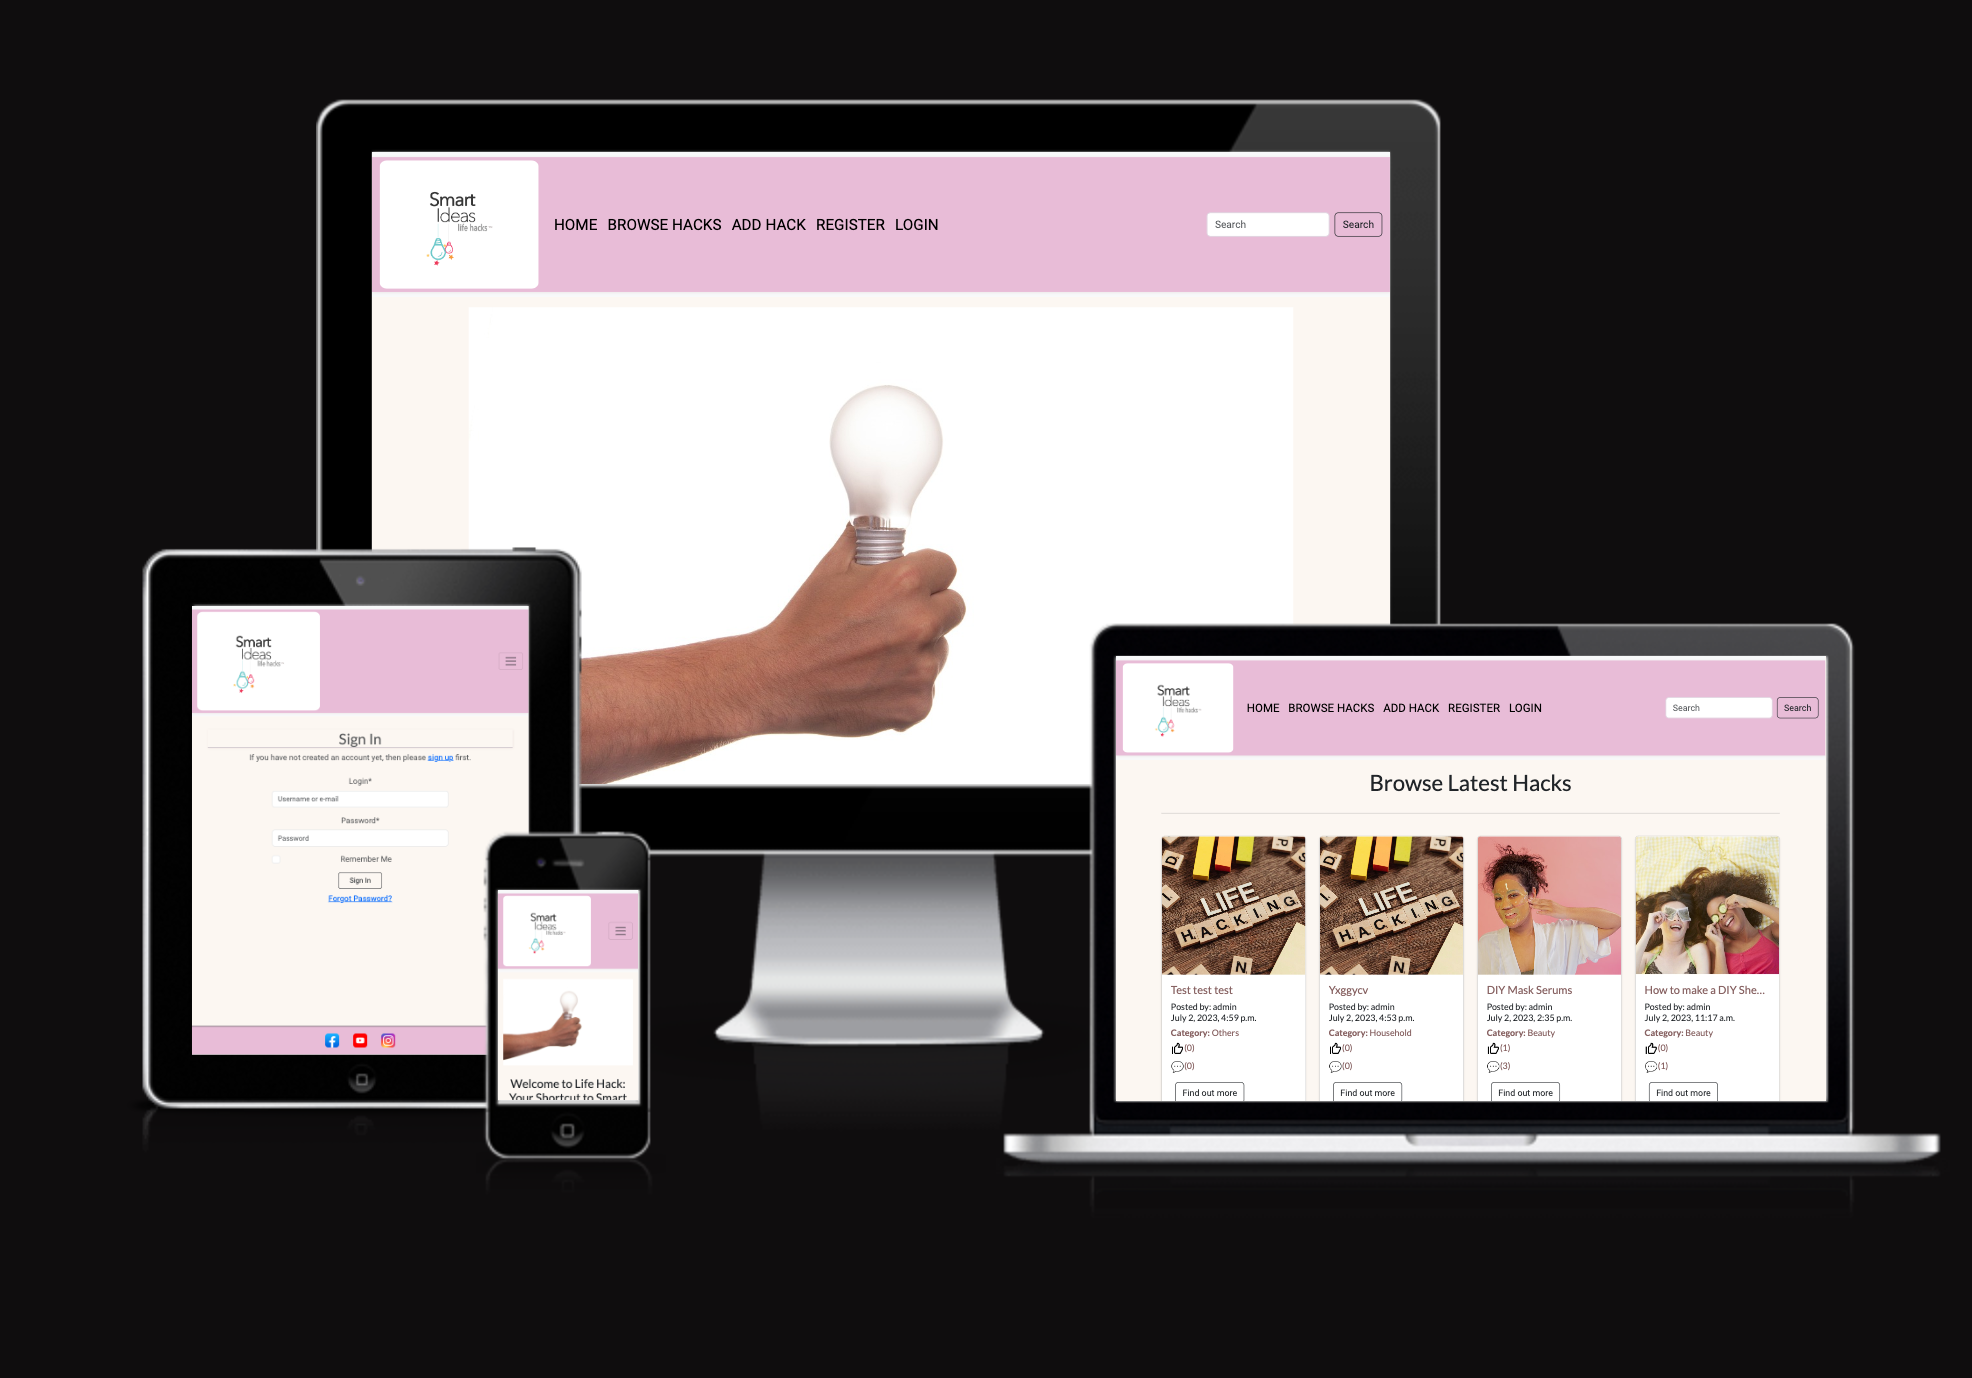 Smart
Ideas
life hacks™
HOME BROWSE HACKS ADD HACK REGISTER LOGIN
Search
Search
Smart
Ideas
life hacks™
Sign In
If you have not created an account yet, then please sign up first.
Login*
Username or e-mail
Password*
Password
Remember Me
Sign In
Forgot Password?
Smart
Ideas
life hacks™
Welcome to Life Hack:
Your Shortcut to Smart
Smart
Ideas
life hacks™
HOME BROWSE HACKS ADD HACK REGISTER LOGIN
Search
Search
Browse Latest Hacks
LIFE
HACKING
Test test test
Posted by: admin
July 2, 2023, 4:59 p.m.
Category: Others
(0)
(0)
Find out more
LIFE
HACKING
Yxggycv
Posted by: admin
July 2, 2023, 4:53 p.m.
Category: Household
(0)
(0)
Find out more
DIY Mask Serums
Posted by: admin
July 2, 2023, 2:35 p.m.
Category: Beauty
(1)
(3)
Find out more
How to make a DIY She...
Posted by: admin
July 2, 2023, 11:17 a.m.
Category: Beauty
(0)
(1)
Find out more